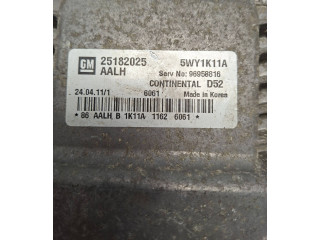 GM 25182025 5WY1K11A
AALH Serv No: 96958616
CONTINENTAL D52
24.04.11/1 6061 Made in Korea
* 86 AALH B 1K11A 1162 6061 *